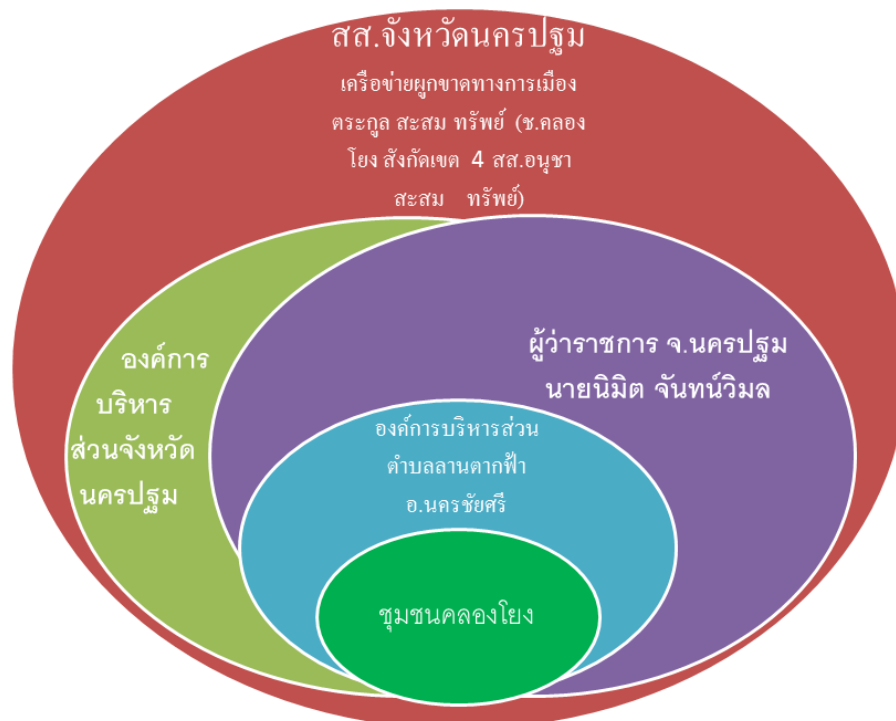 สส.จังหวัดนครปฐม
เครือข่ายผูกขาดทางการเมือง
ตระกูล สะสม ทรัพย์ (ช.คลอง
โยง สังกัดเขต 4 สส.อนุชา
สะสม ทรัพย์)
องค์การ
บริหาร
ส่วนจังหวัด
นครปฐม
ผู้ว่าราชการ จ.นครปฐม
นายนิมิต จันทน์วิมล
องค์การบริหารส่วน
ตำบลลานตากฟ้า
อ.นครชัยศรี
ชุมชนคลองโยง